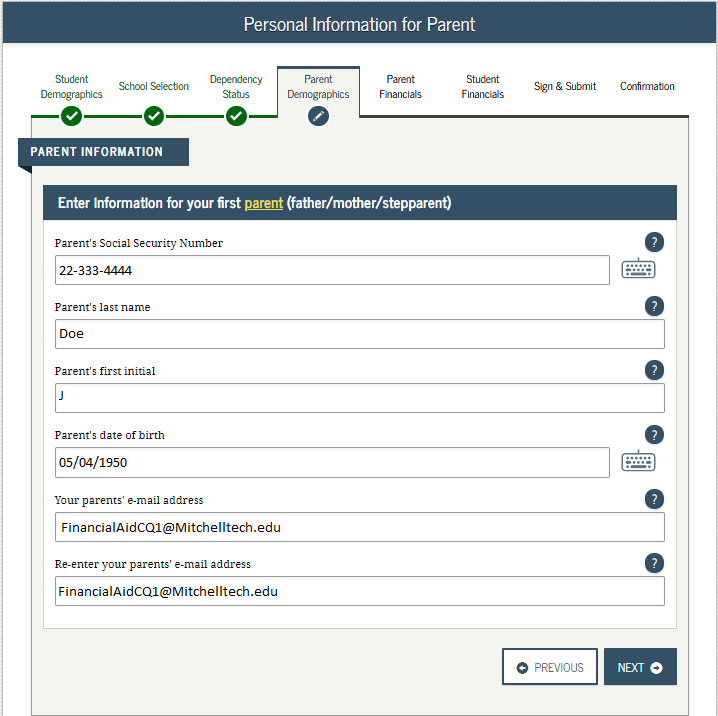 Personal Information for Parent
Student Demographics
School Selection
Dependency Status
Parent Demographics
Parent Financials
Student Financials
Sign & Submit
Confirmation
PARENT INFORMATION
Enter Information for your first parent (father/mother/stepparent)
Parent's Social Security Number
?
22-333-4444
Parent's last name
?
Doe
Parent's first initial
?
J
Parent's date of birth
?
05/04/1950
Your parents' e-mail address
?
FinancialAidCQ1@Mitchelltech.edu
Re-enter your parents' e-mail address
?
FinancialAidCQ1@Mitchelltech.edu
PREVIOUS
NEXT